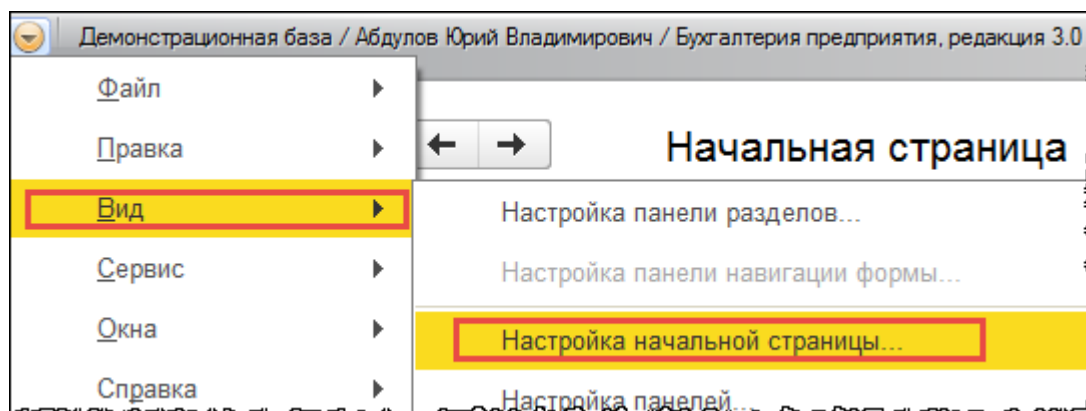 Демонстрационная база / Абдулов Юрий Владимирович / Бухгалтерия предприятия, редакция 3.0
Файл
Правка
Начальная страница
Вид
Настройка панели разделов...
Сервис
Настройка панели навигации формы...
Окна
Настройка начальной страницы...
Справка
Настройка панелей...